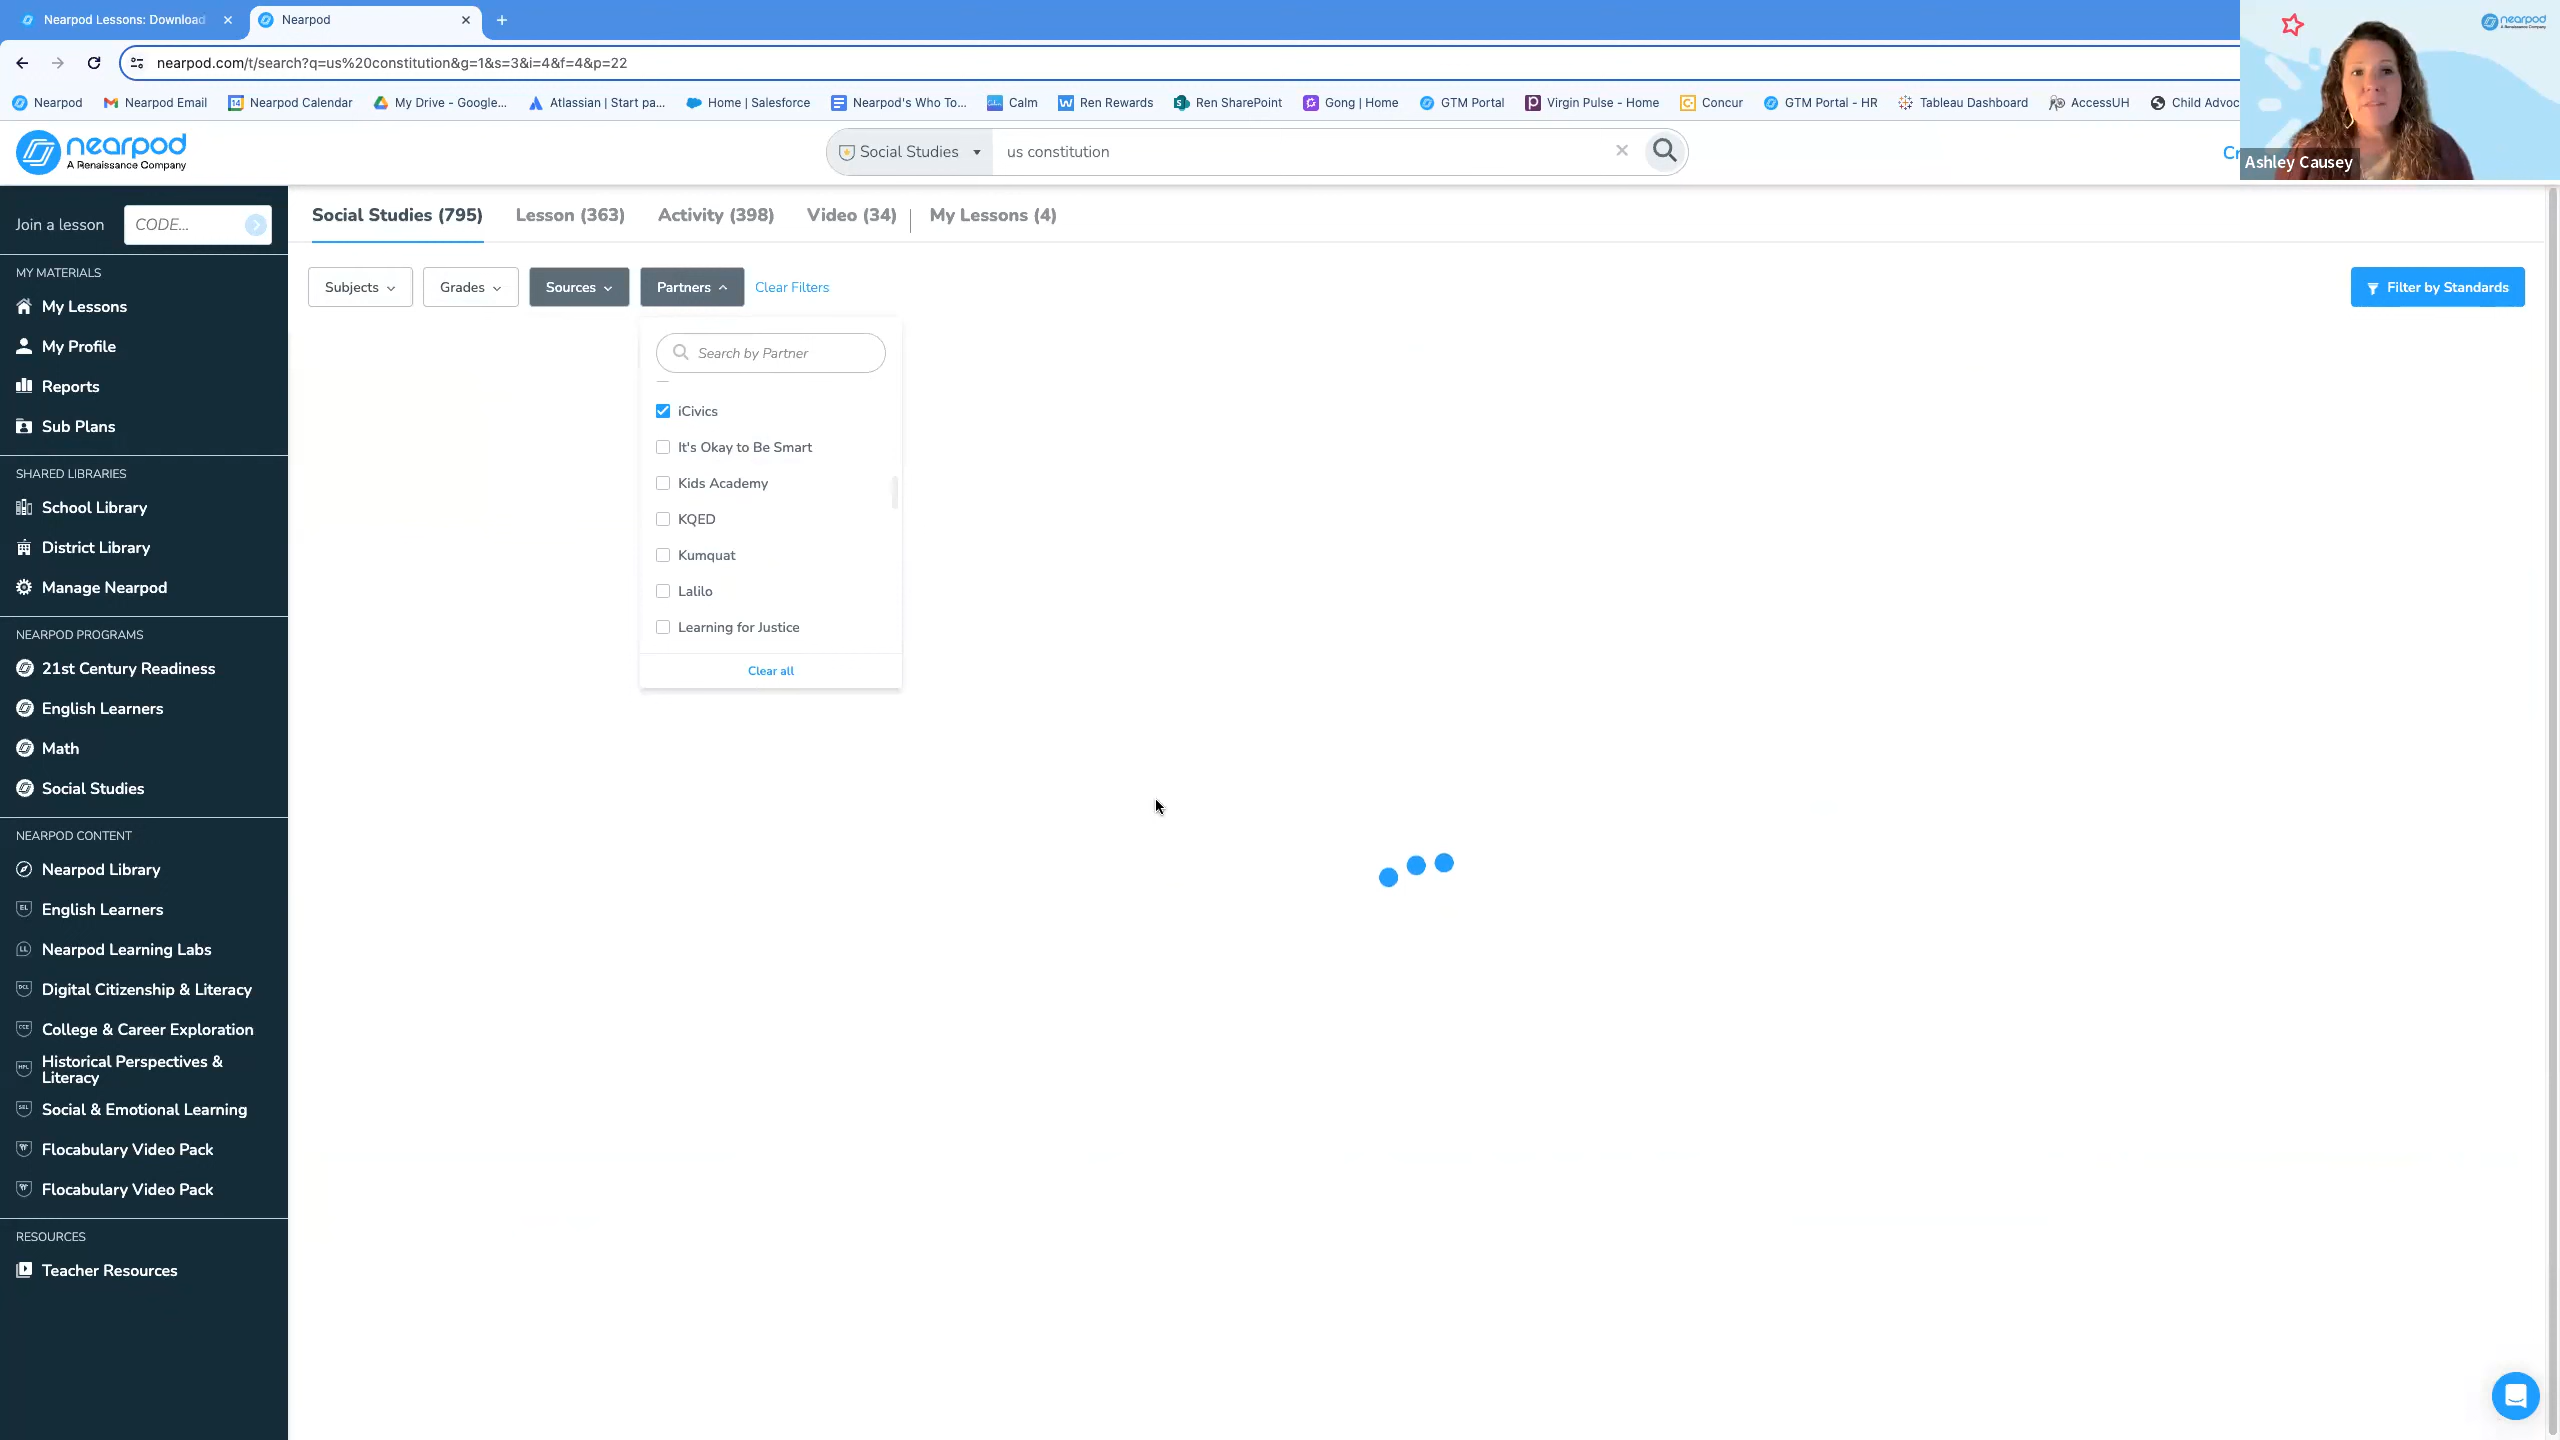 Nearpod Lessons: Download
Nearpod
nearpod.com/t/search?q=us%20constitution&g=1&s=3&i=4&f=4&p=22
Nearpod
Nearpod Email
Nearpod Calendar
My Drive - Google...
Atlassian | Start pa...
Home | Salesforce
Nearpod's Who To...
Calm
Ren Rewards
Ren SharePoint
Gong | Home
GTM Portal
Virgin Pulse - Home
Concur
GTM Portal - HR
Tableau Dashboard
AccessUH
Child Advoc
nearpod
A Renaissance Company
Ashley Causey
nearpod
A Renaissance Company
Social Studies
us constitution
Cr
Join a lesson
CODE...
MY MATERIALS
My Lessons
My Profile
Reports
Sub Plans
SHARED LIBRARIES
School Library
District Library
Manage Nearpod
NEARPOD PROGRAMS
21st Century Readiness
English Learners
Math
Social Studies
NEARPOD CONTENT
Nearpod Library
English Learners
Nearpod Learning Labs
Digital Citizenship & Literacy
College & Career Exploration
Historical Perspectives &
Literacy
Social & Emotional Learning
Flocabulary Video Pack
Flocabulary Video Pack
RESOURCES
Teacher Resources
Social Studies (795)
Lesson (363)
Activity (398)
Video (34)
My Lessons (4)
Subjects
Grades
Sources
Partners
Clear Filters
Filter by Standards
Search by Partner
iCivics
It's Okay to Be Smart
Kids Academy
KQED
Kumquat
Lalilo
Learning for Justice
Clear all